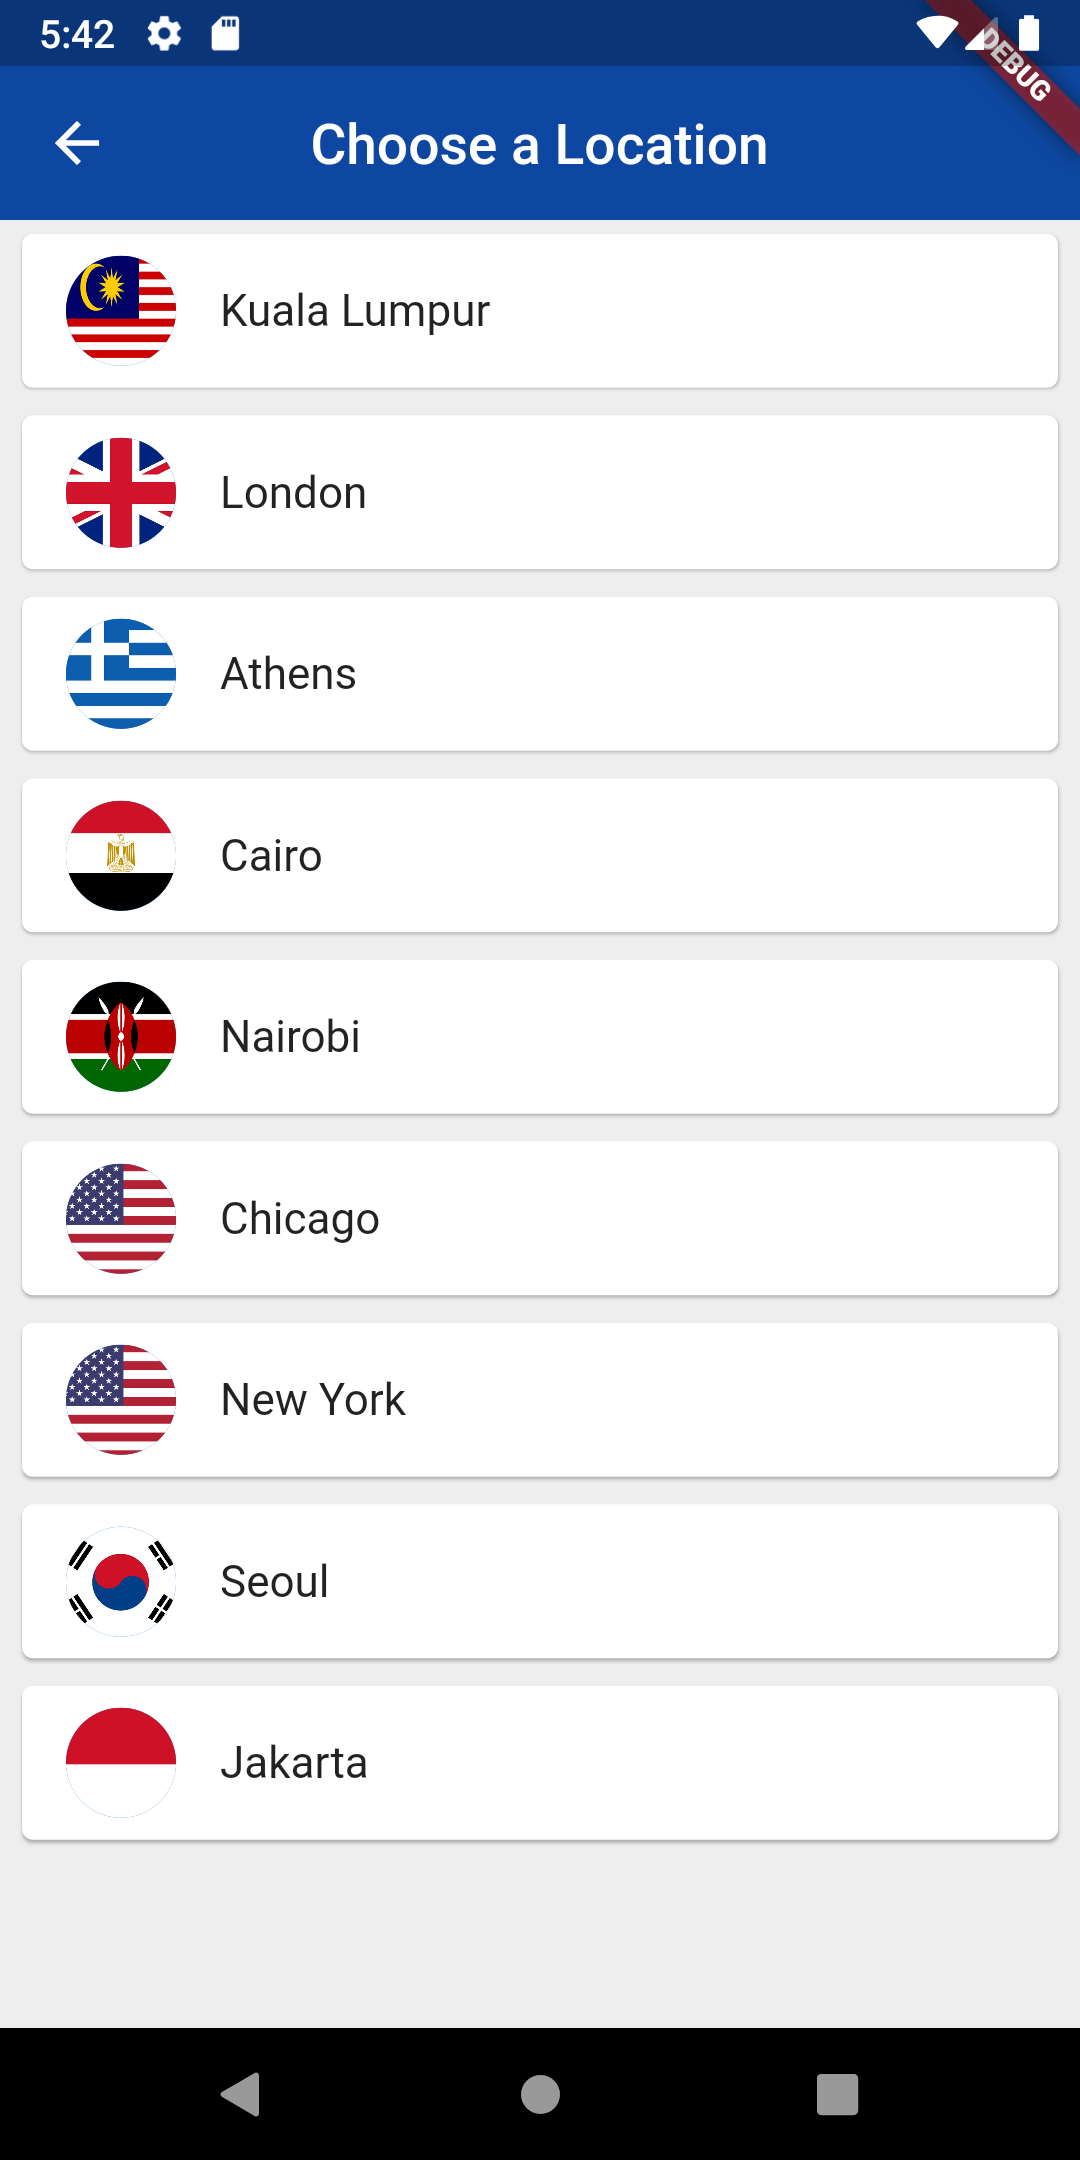 5:42
DEBUG
Choose a Location
Kuala Lumpur
London
Athens
Cairo
Nairobi
Chicago
New York
Seoul
Jakarta